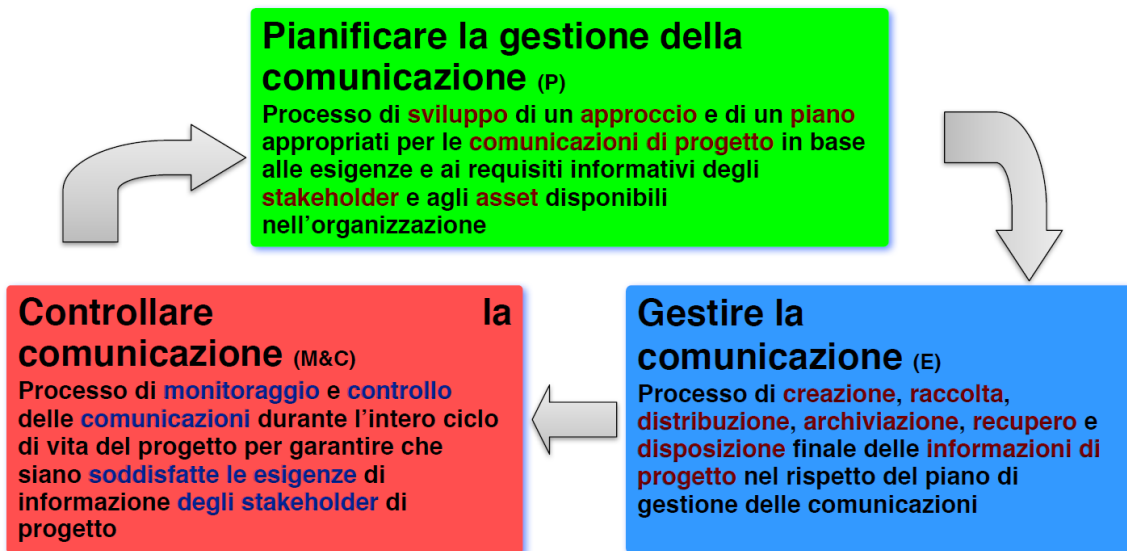 Pianificare la gestione della
comunicazione (P)
Processo di sviluppo di un approccio e di un piano
appropriati per le comunicazioni di progetto in base
alle esigenze e ai requisiti informativi degli
stakeholder e agli asset disponibili
nell’organizzazione
Controllare la
comunicazione (M&C)
Processo di monitoraggio e controllo
delle comunicazioni durante l’intero ciclo
di vita del progetto per garantire che
siano soddisfatte le esigenze di
informazione degli stakeholder di
progetto
Gestire la
comunicazione (E)
Processo di creazione, raccolta,
distribuzione, archiviazione, recupero e
disposizione finale delle informazioni di
progetto nel rispetto del piano di
gestione delle comunicazioni